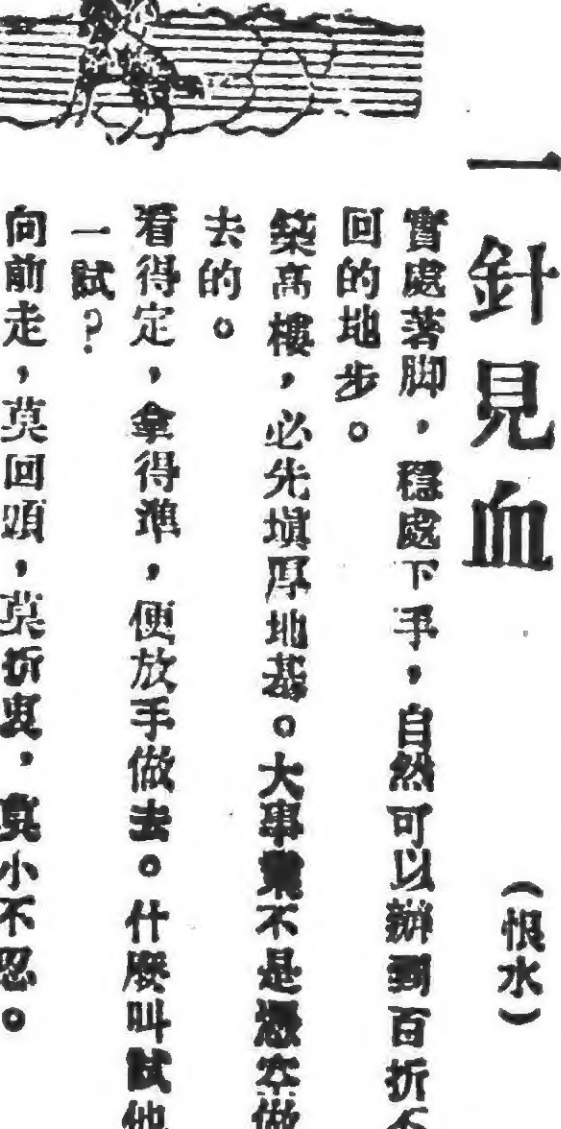 一針見血
（恨水）
實處著脚，穩處下手，自然可以辦到百折不
回的地步。
築高樓，必先塡厚地基。大事業不是憑空做
去的。
看得定，拿得準，便放手做去。什麼叫試他
一試？
向前走，莫回頭，莫折衷，莫小不忍。